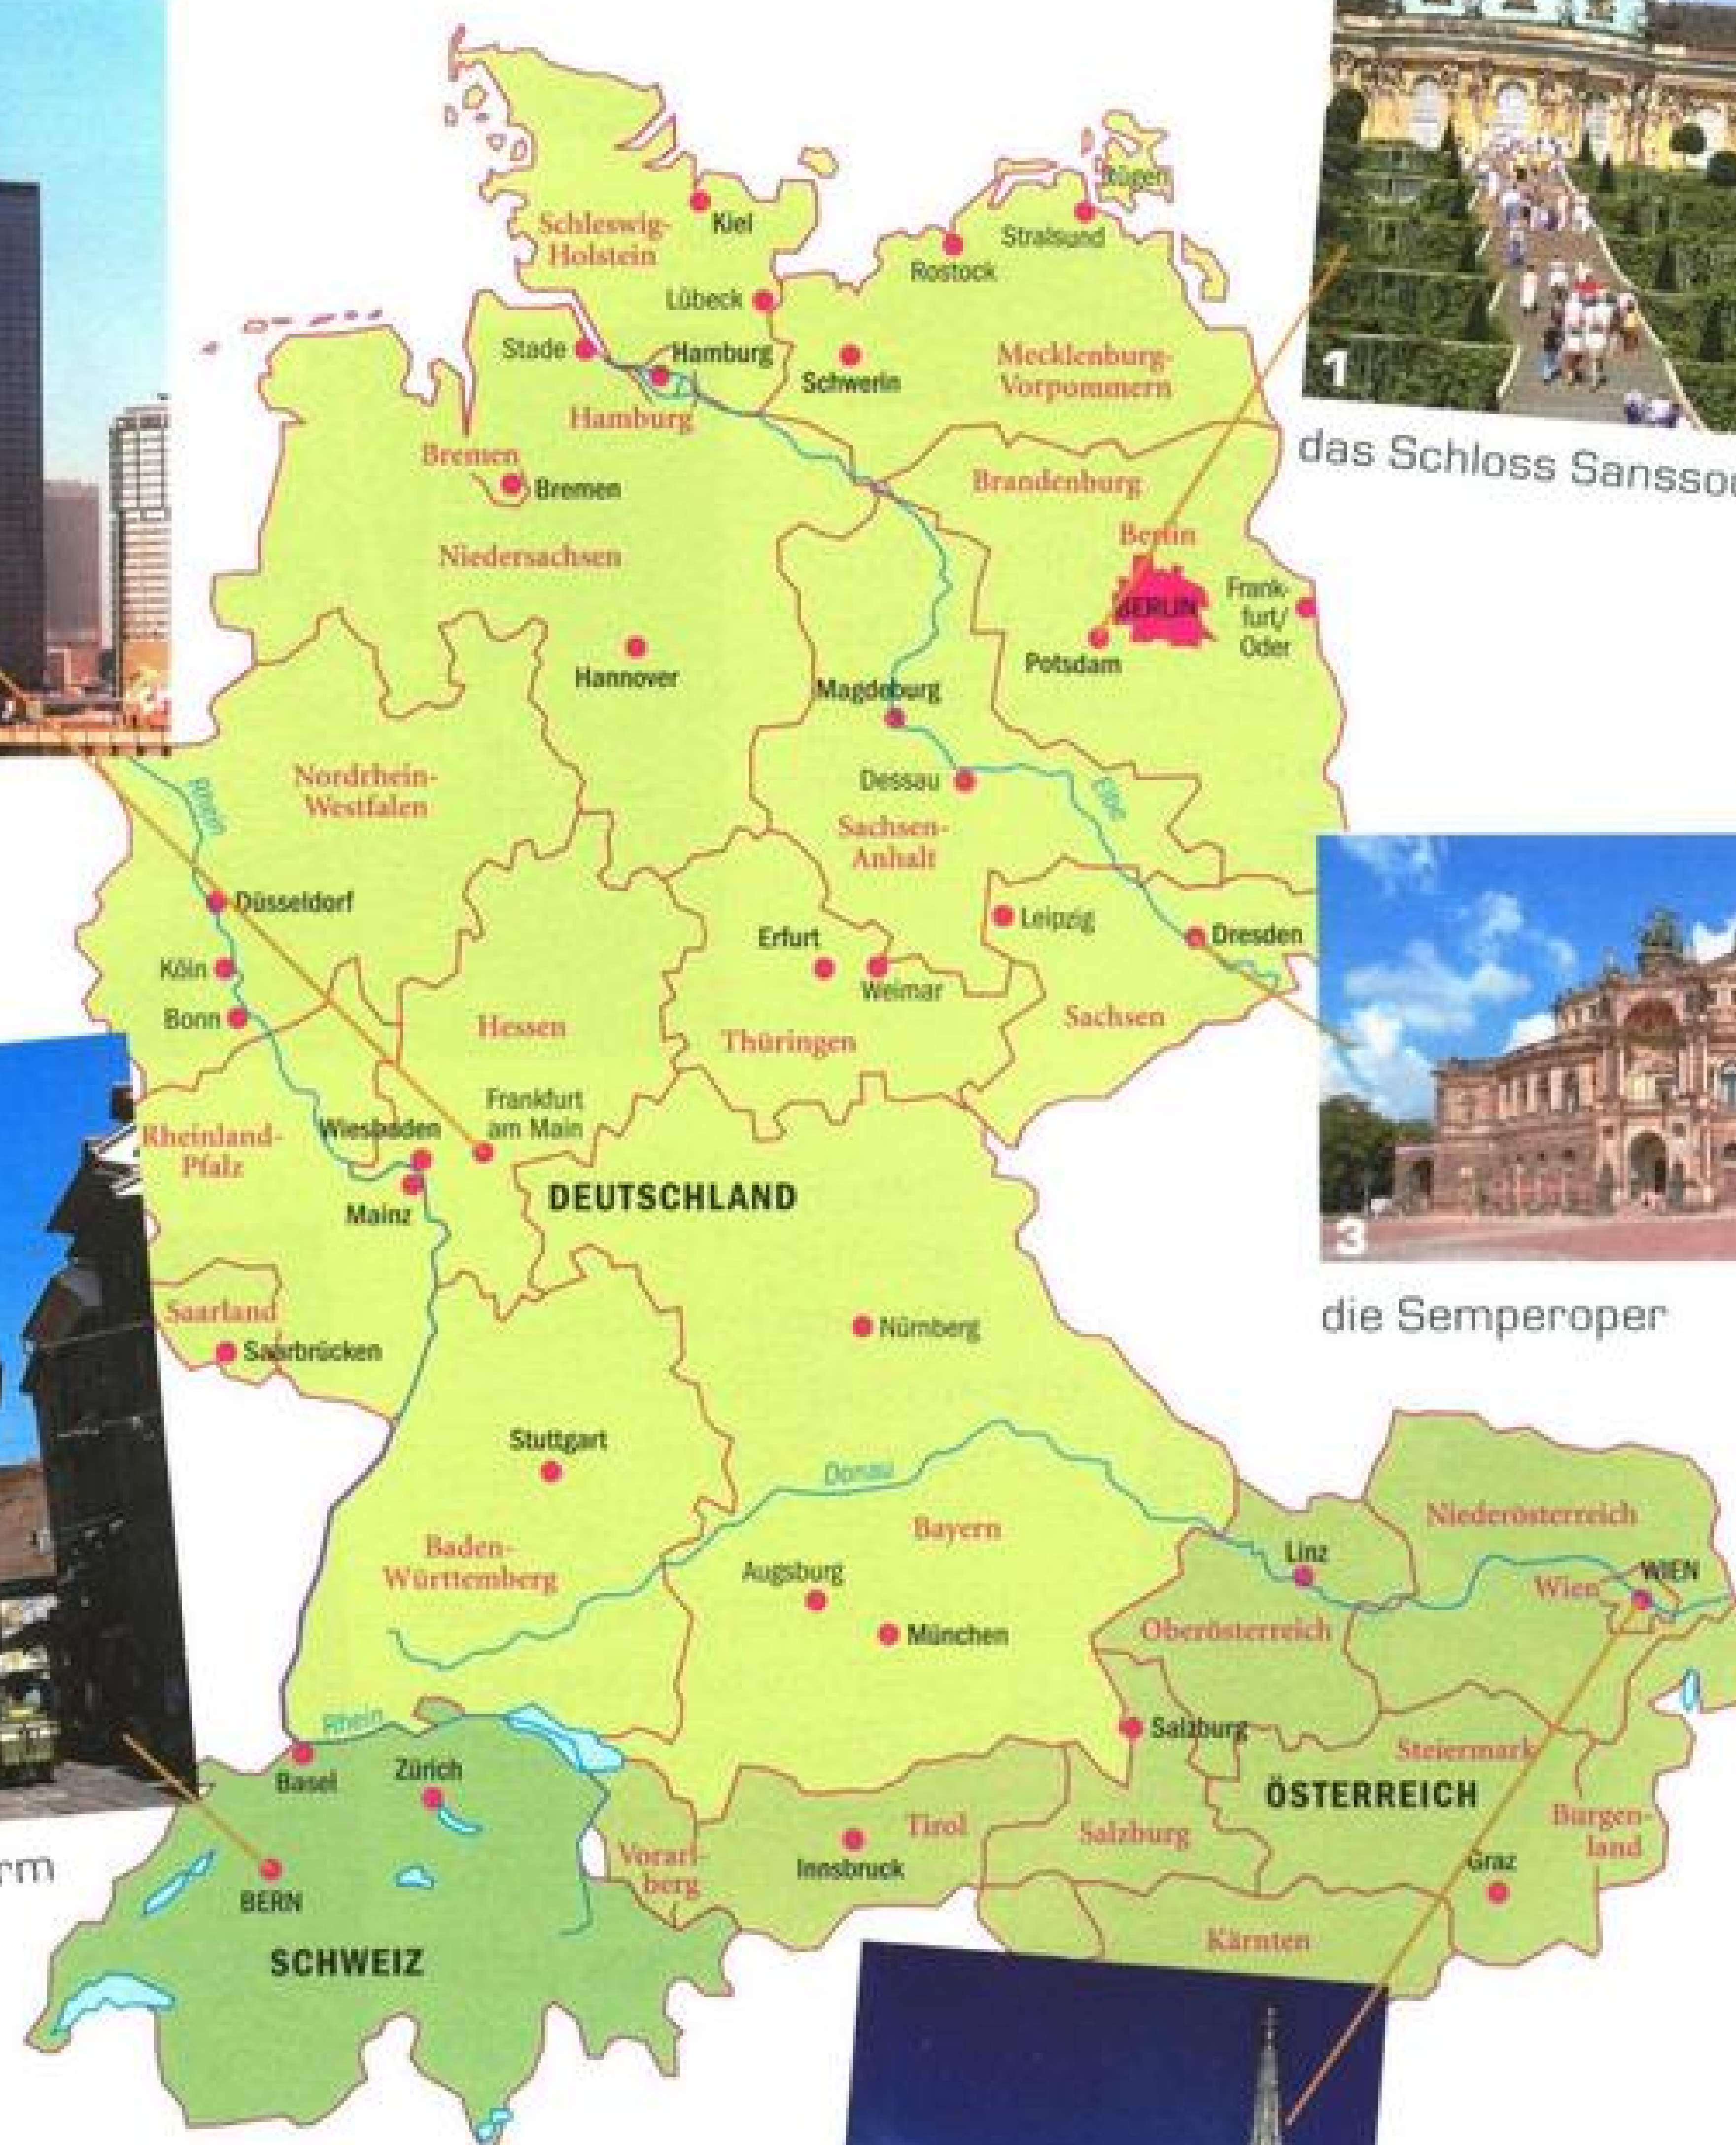 Rügen
Kiel
Schleswig-
Holstein
Stralsund
Rostock
Lübeck
Stade
Hamburg
Schwerin
Mecklenburg-
Vorpommern
1
Hamburg
das Schloss
Bremen
Bremen
Brandenburg
Berlin
Niedersachsen
BERLIN
Frank-
furt/
Oder
Hannover
Potsdam
Magdeburg
Nordrhein-
Westfalen
Rhein
Dessau
Elbe
Sachsen-
Anhalt
Düsseldorf
Leipzig
Erfurt
Dresden
Köln
Weimar
Bonn
Hessen
Sachsen
Thüringen
Frankfurt
am Main
Wiesbaden
Rheinland-
Pfalz
DEUTSCHLAND
Mainz
3
Saarland
die Semperoper
Nürnberg
Saarbrücken
Stuttgart
Donau
Niederösterreich
Bayern
Baden-
Württemberg
Linz
Augsburg
WIEN
Wien
Oberösterreich
München
Rhein
Salzburg
Steiermark
Basel
Zürich
ÖSTERREICH
Tirol
Salzburg
Burgen-
land
Vorarl-
berg
Innsbruck
Graz
rm
BERN
Kärnten
SCHWEIZ